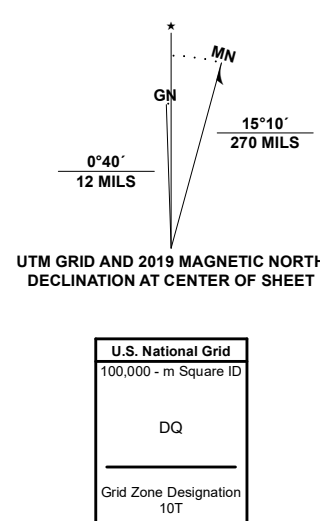 ★
MN
GN
15°10´
270 MILS
0°40´
12 MILS
UTM GRID AND 2019 MAGNETIC NORTH
DECLINATION AT CENTER OF SHEET
U.S. National Grid
100,000 - m Square ID
DQ
Grid Zone Designation
10T